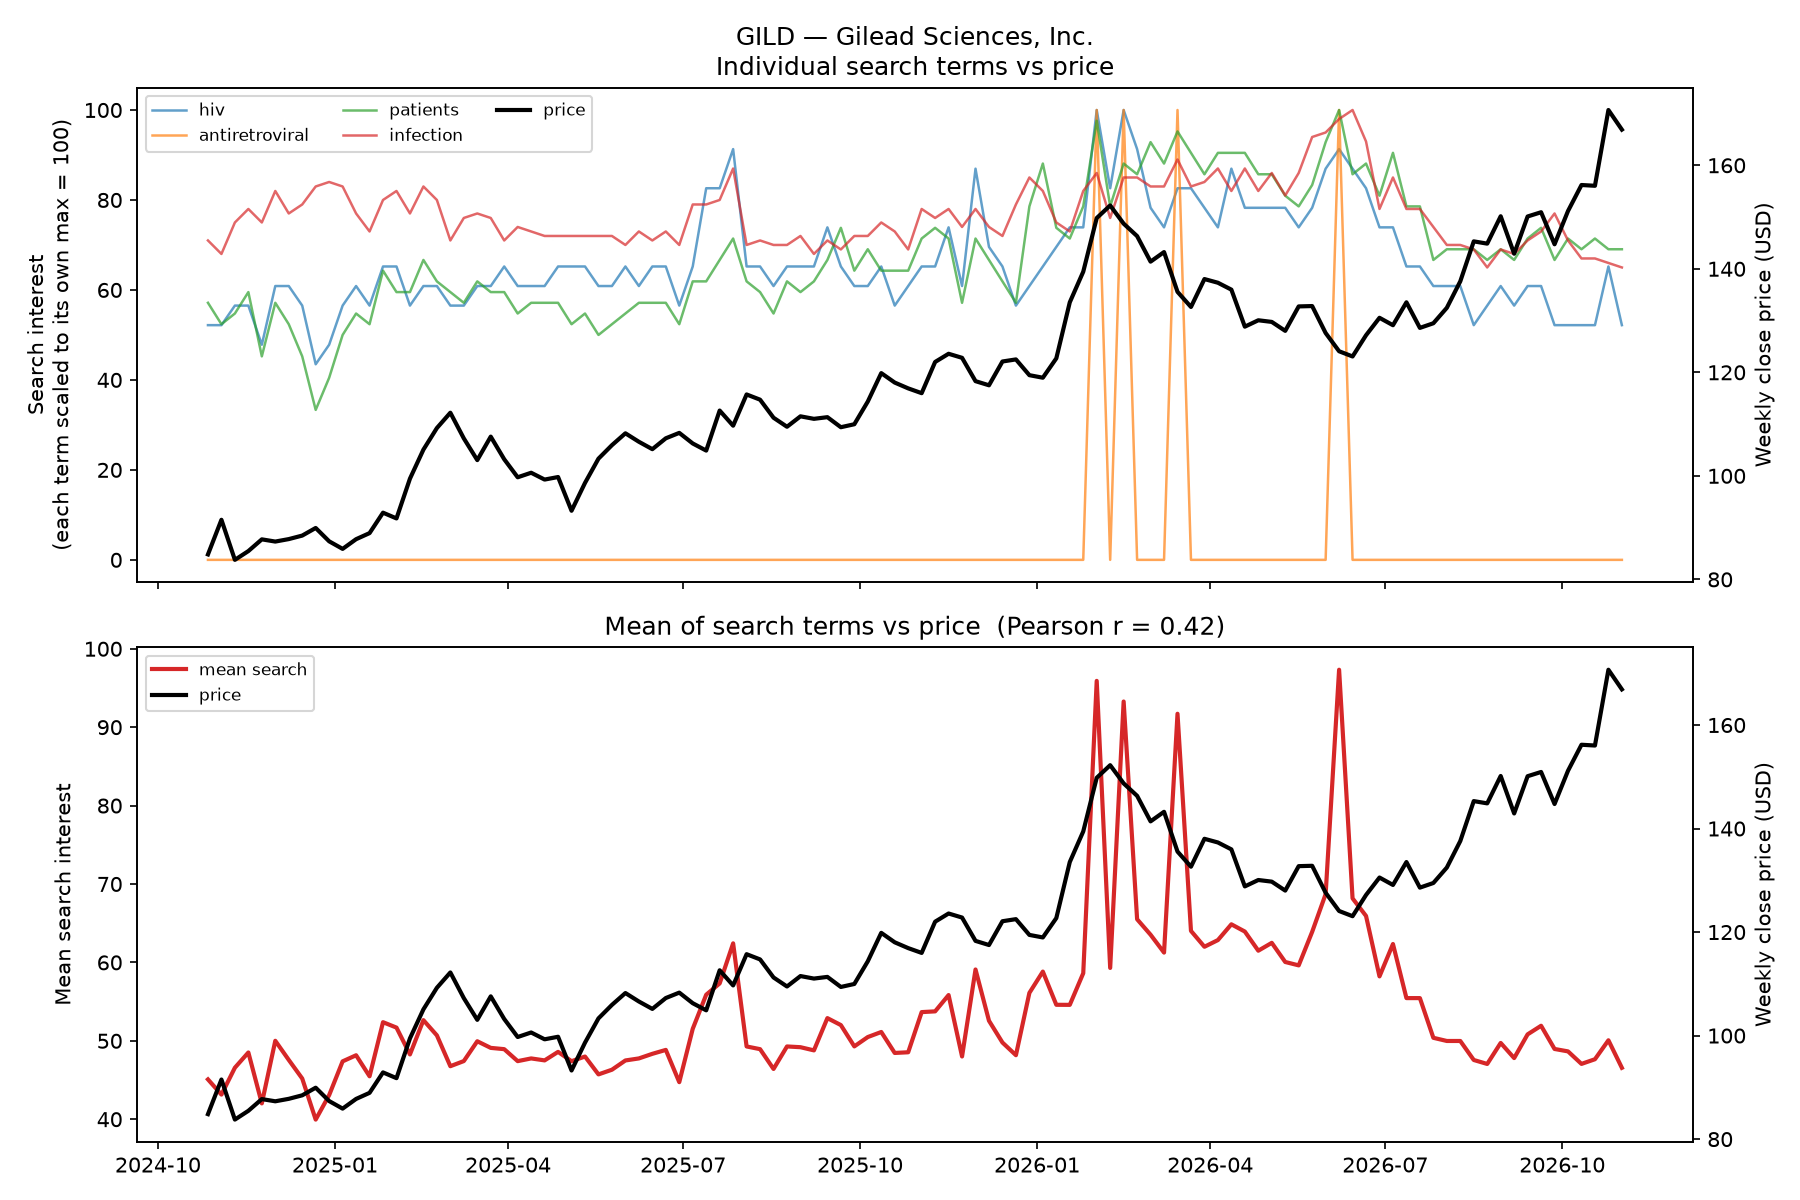 GILD — Gilead Sciences, Inc.
Individual search terms vs price
hiv
antiretroviral
patients
infection
price
Search interest
(each term scaled to its own max = 100)
100
80
60
40
20
0
160
140
120
100
80
Weekly close price (USD)
Mean of search terms vs price (Pearson r = 0.42)
mean search
price
Mean search interest
100
90
80
70
60
50
40
160
140
120
100
80
Weekly close price (USD)
2024-10
2025-01
2025-04
2025-07
2025-10
2026-01
2026-04
2026-07
2026-10